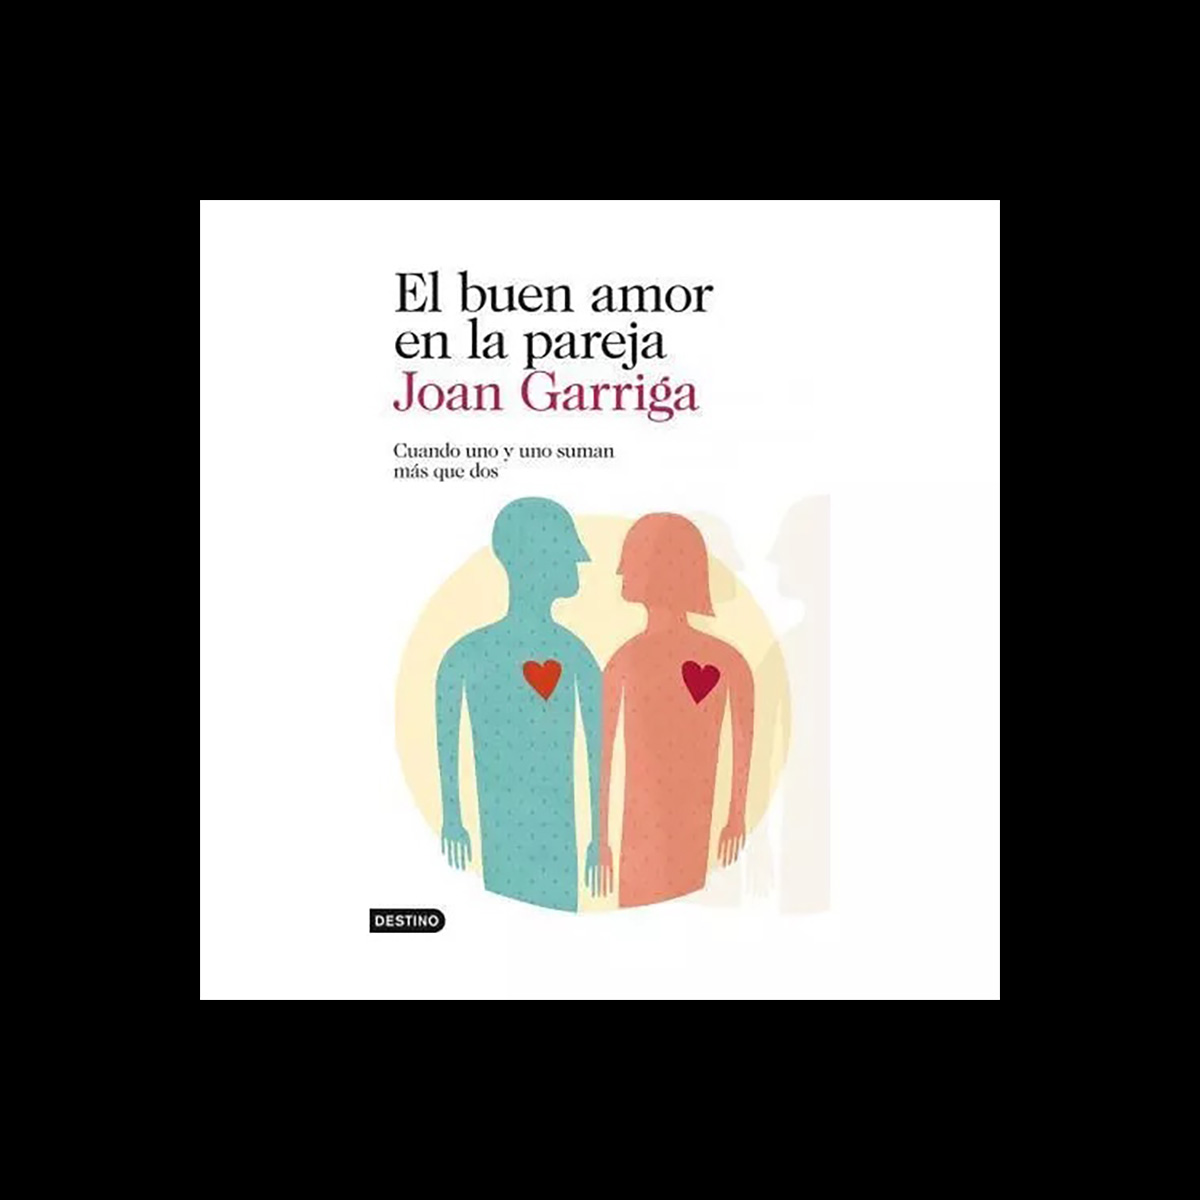 El buen amor
en la pareja
Joan Garriga
Cuando uno y uno suman
más que dos
DESTINO